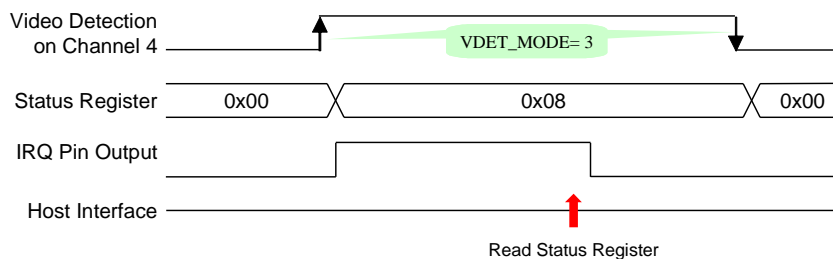 Video Detection
on Channel 4
VDET_MODE= 3
Status Register
0x00
0x08
0x00
IRQ Pin Output
Host Interface
Read Status Register